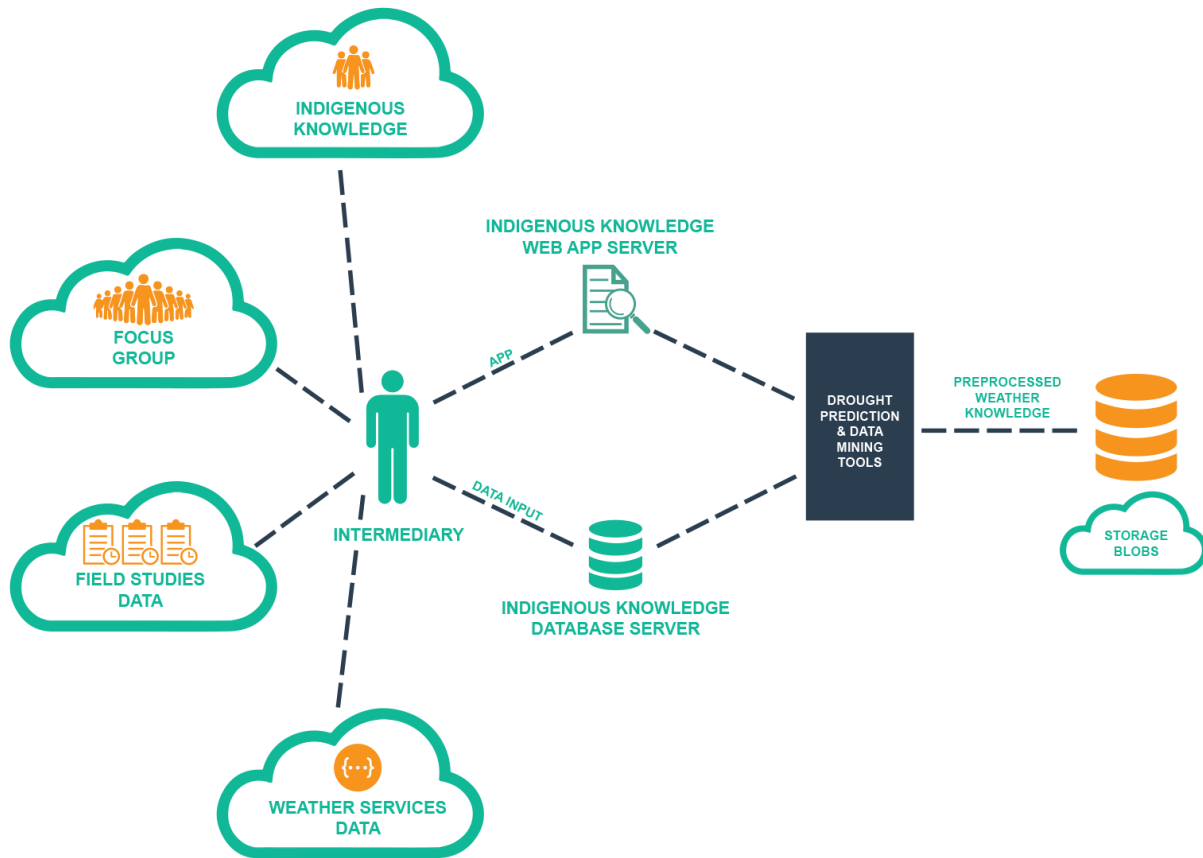 INDIGENOUS
KNOWLEDGE
FOCUS
GROUP
FIELD STUDIES
DATA
WEATHER SERVICES
DATA
{···}
INTERMEDIARY
APP
DATA INPUT
INDIGENOUS KNOWLEDGE
WEB APP SERVER
INDIGENOUS KNOWLEDGE
DATABASE SERVER
DROUGHT
PREDICTION
& DATA
MINING
TOOLS
PREPROCESSED
WEATHER
KNOWLEDGE
STORAGE
BLOBS